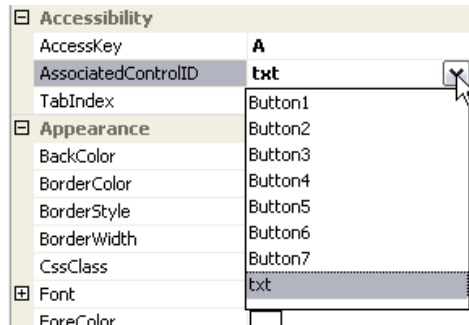 Accessibility
AccessKey A
AssociatedControlID txt
TabIndex Button1
Appearance Button2
BackColor Button3
BorderColor Button4
BorderStyle Button5
BorderWidth Button6
CssClass Button7
Font txt
ForeColor